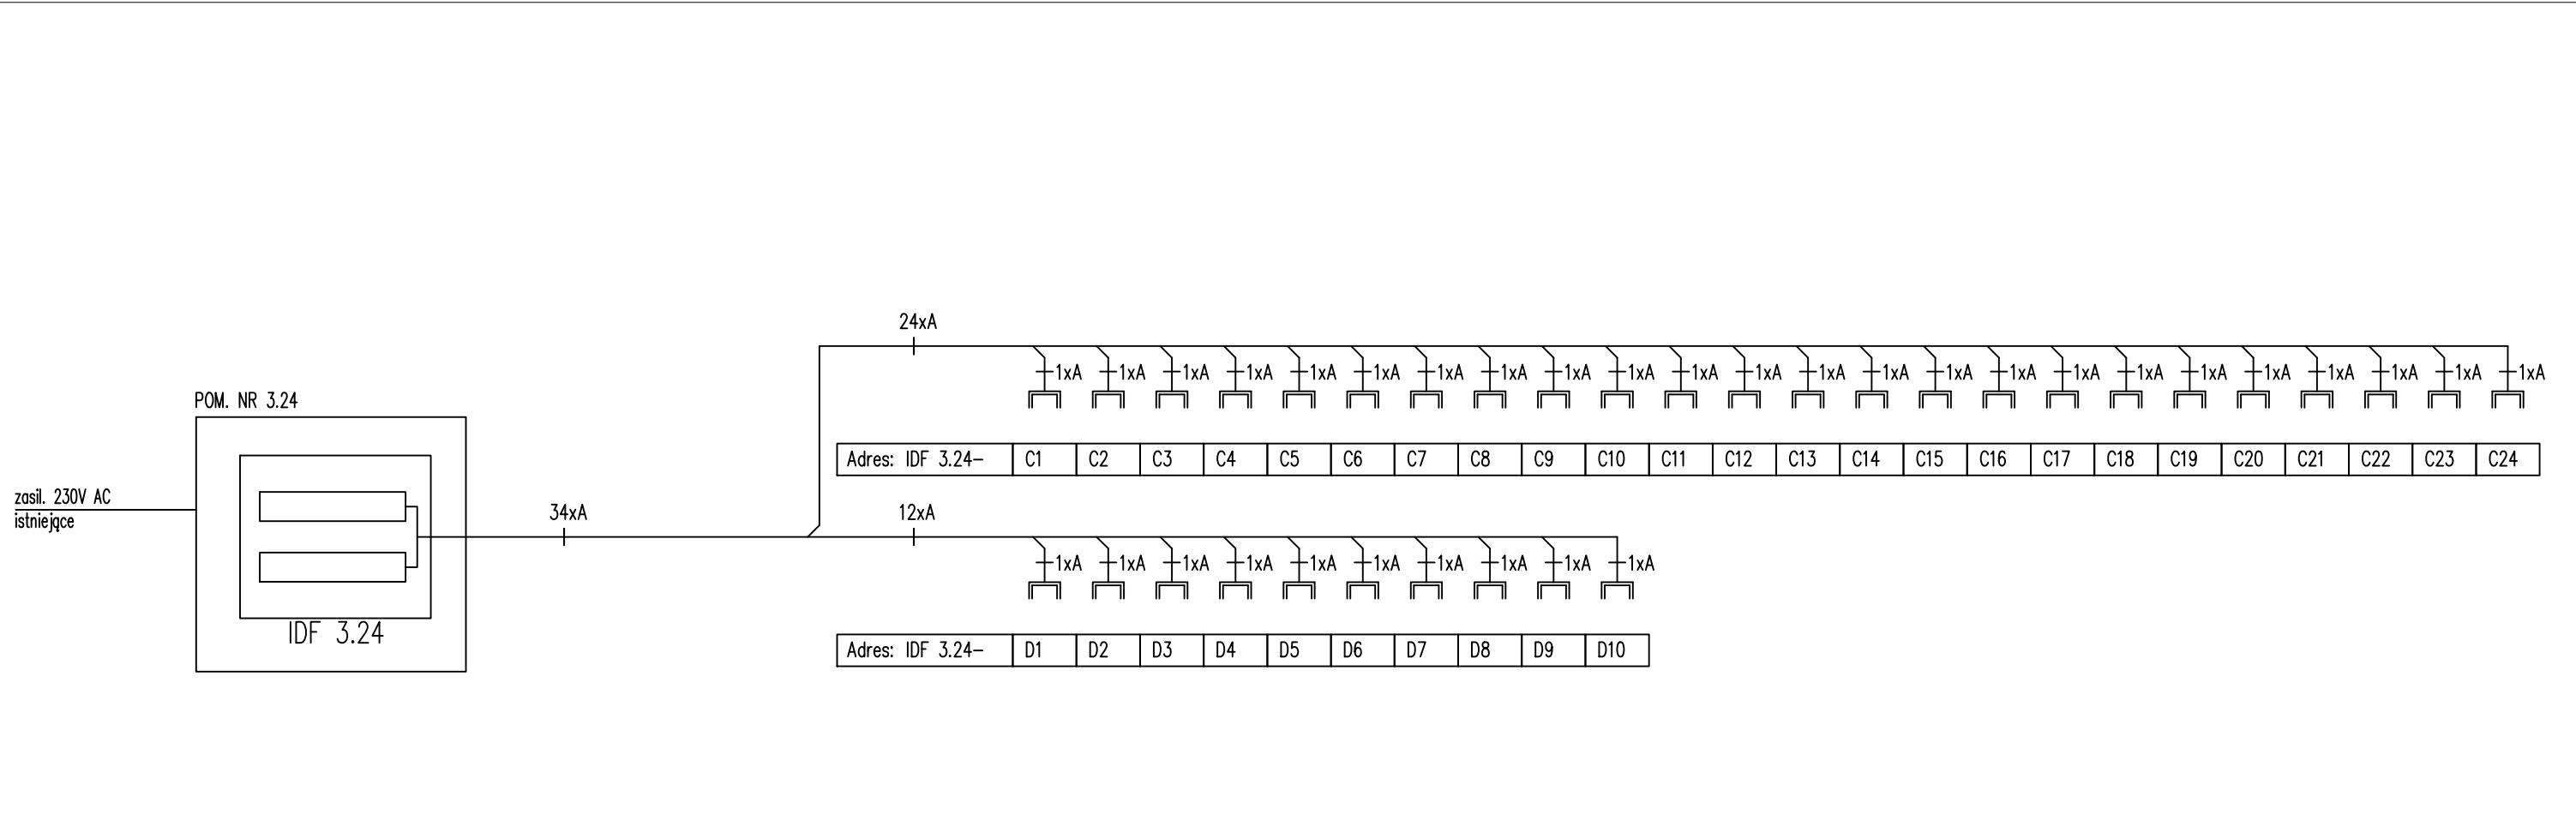 24xA
1xA 1xA 1xA 1xA 1xA 1xA 1xA 1xA 1xA 1xA 1xA 1xA 1xA 1xA 1xA 1xA 1xA 1xA 1xA 1xA 1xA 1xA 1xA 1xA
POM. NR 3.24
Adres: IDF 3.24- C1 C2 C3 C4 C5 C6 C7 C8 C9 C10 C11 C12 C13 C14 C15 C16 C17 C18 C19 C20 C21 C22 C23 C24
zasil. 230V AC
istniejące
34xA
12xA
1xA 1xA 1xA 1xA 1xA 1xA 1xA 1xA 1xA 1xA
IDF 3.24
Adres: IDF 3.24- D1 D2 D3 D4 D5 D6 D7 D8 D9 D10